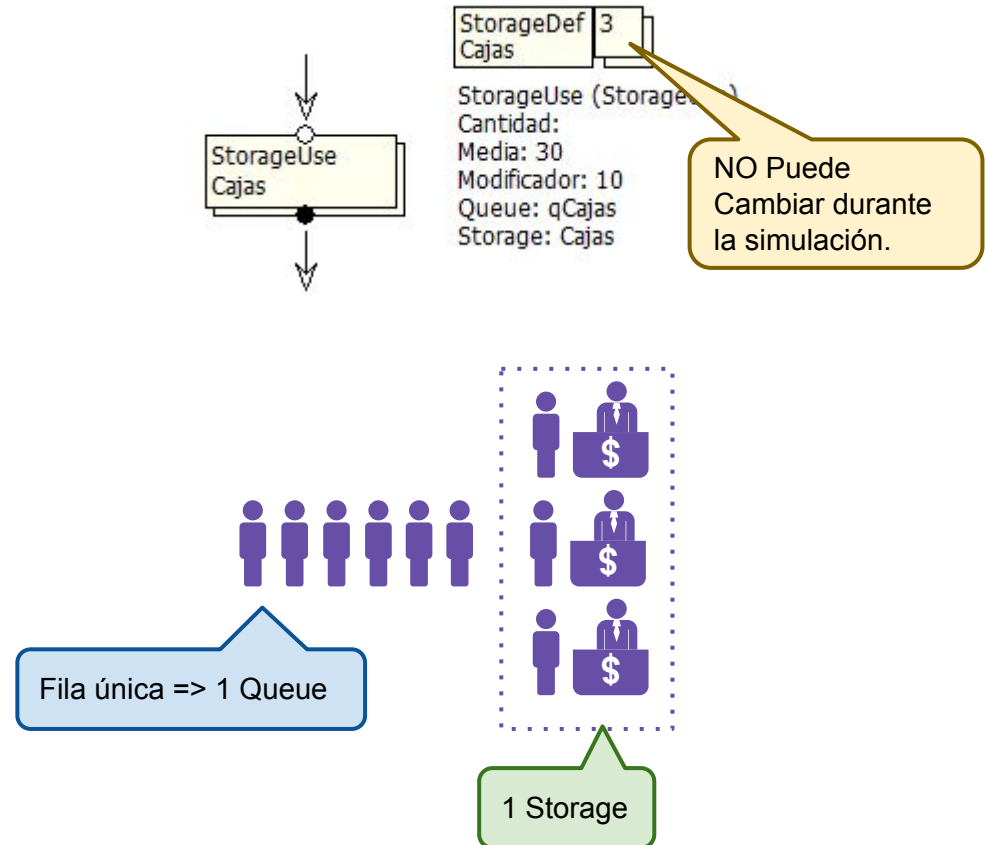 StorageDef 3
Cajas
StorageUse (Storage
Cantidad:
Media: 30
Modificador: 10
Queue: qCajas
Storage: Cajas
StorageUse
Cajas
NO Puede
Cambiar durante
la simulación.
$
$
$
Fila única => 1 Queue
1 Storage